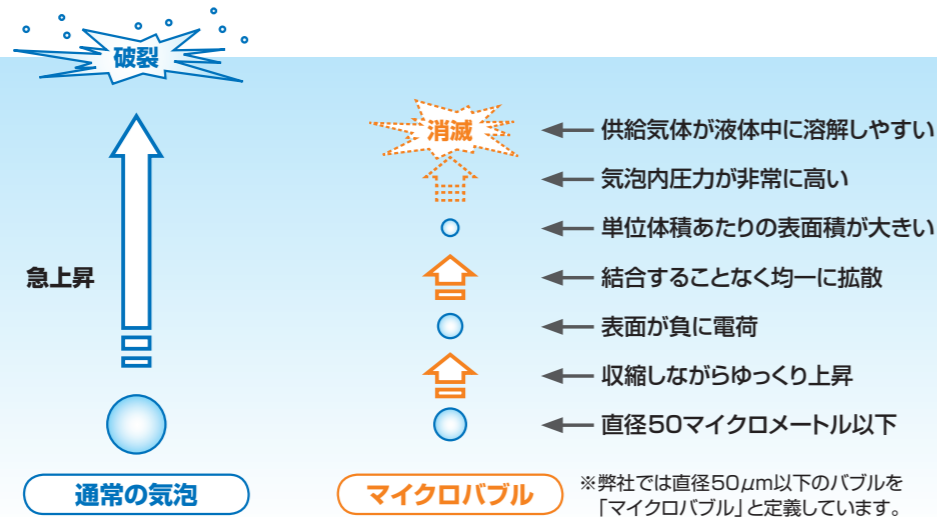 破裂
消滅
供給気体が液体中に溶解しやすい
気泡内圧力が非常に高い
単位体積あたりの表面積が大きい
急上昇
結合することなく均一に拡散
表面が負に電荷
収縮しながらゆっくり上昇
直径50マイクロメートル以下
通常の気泡
マイクロバブル
※弊社では直径50μm以下のバブルを
「マイクロバブル」と定義しています。